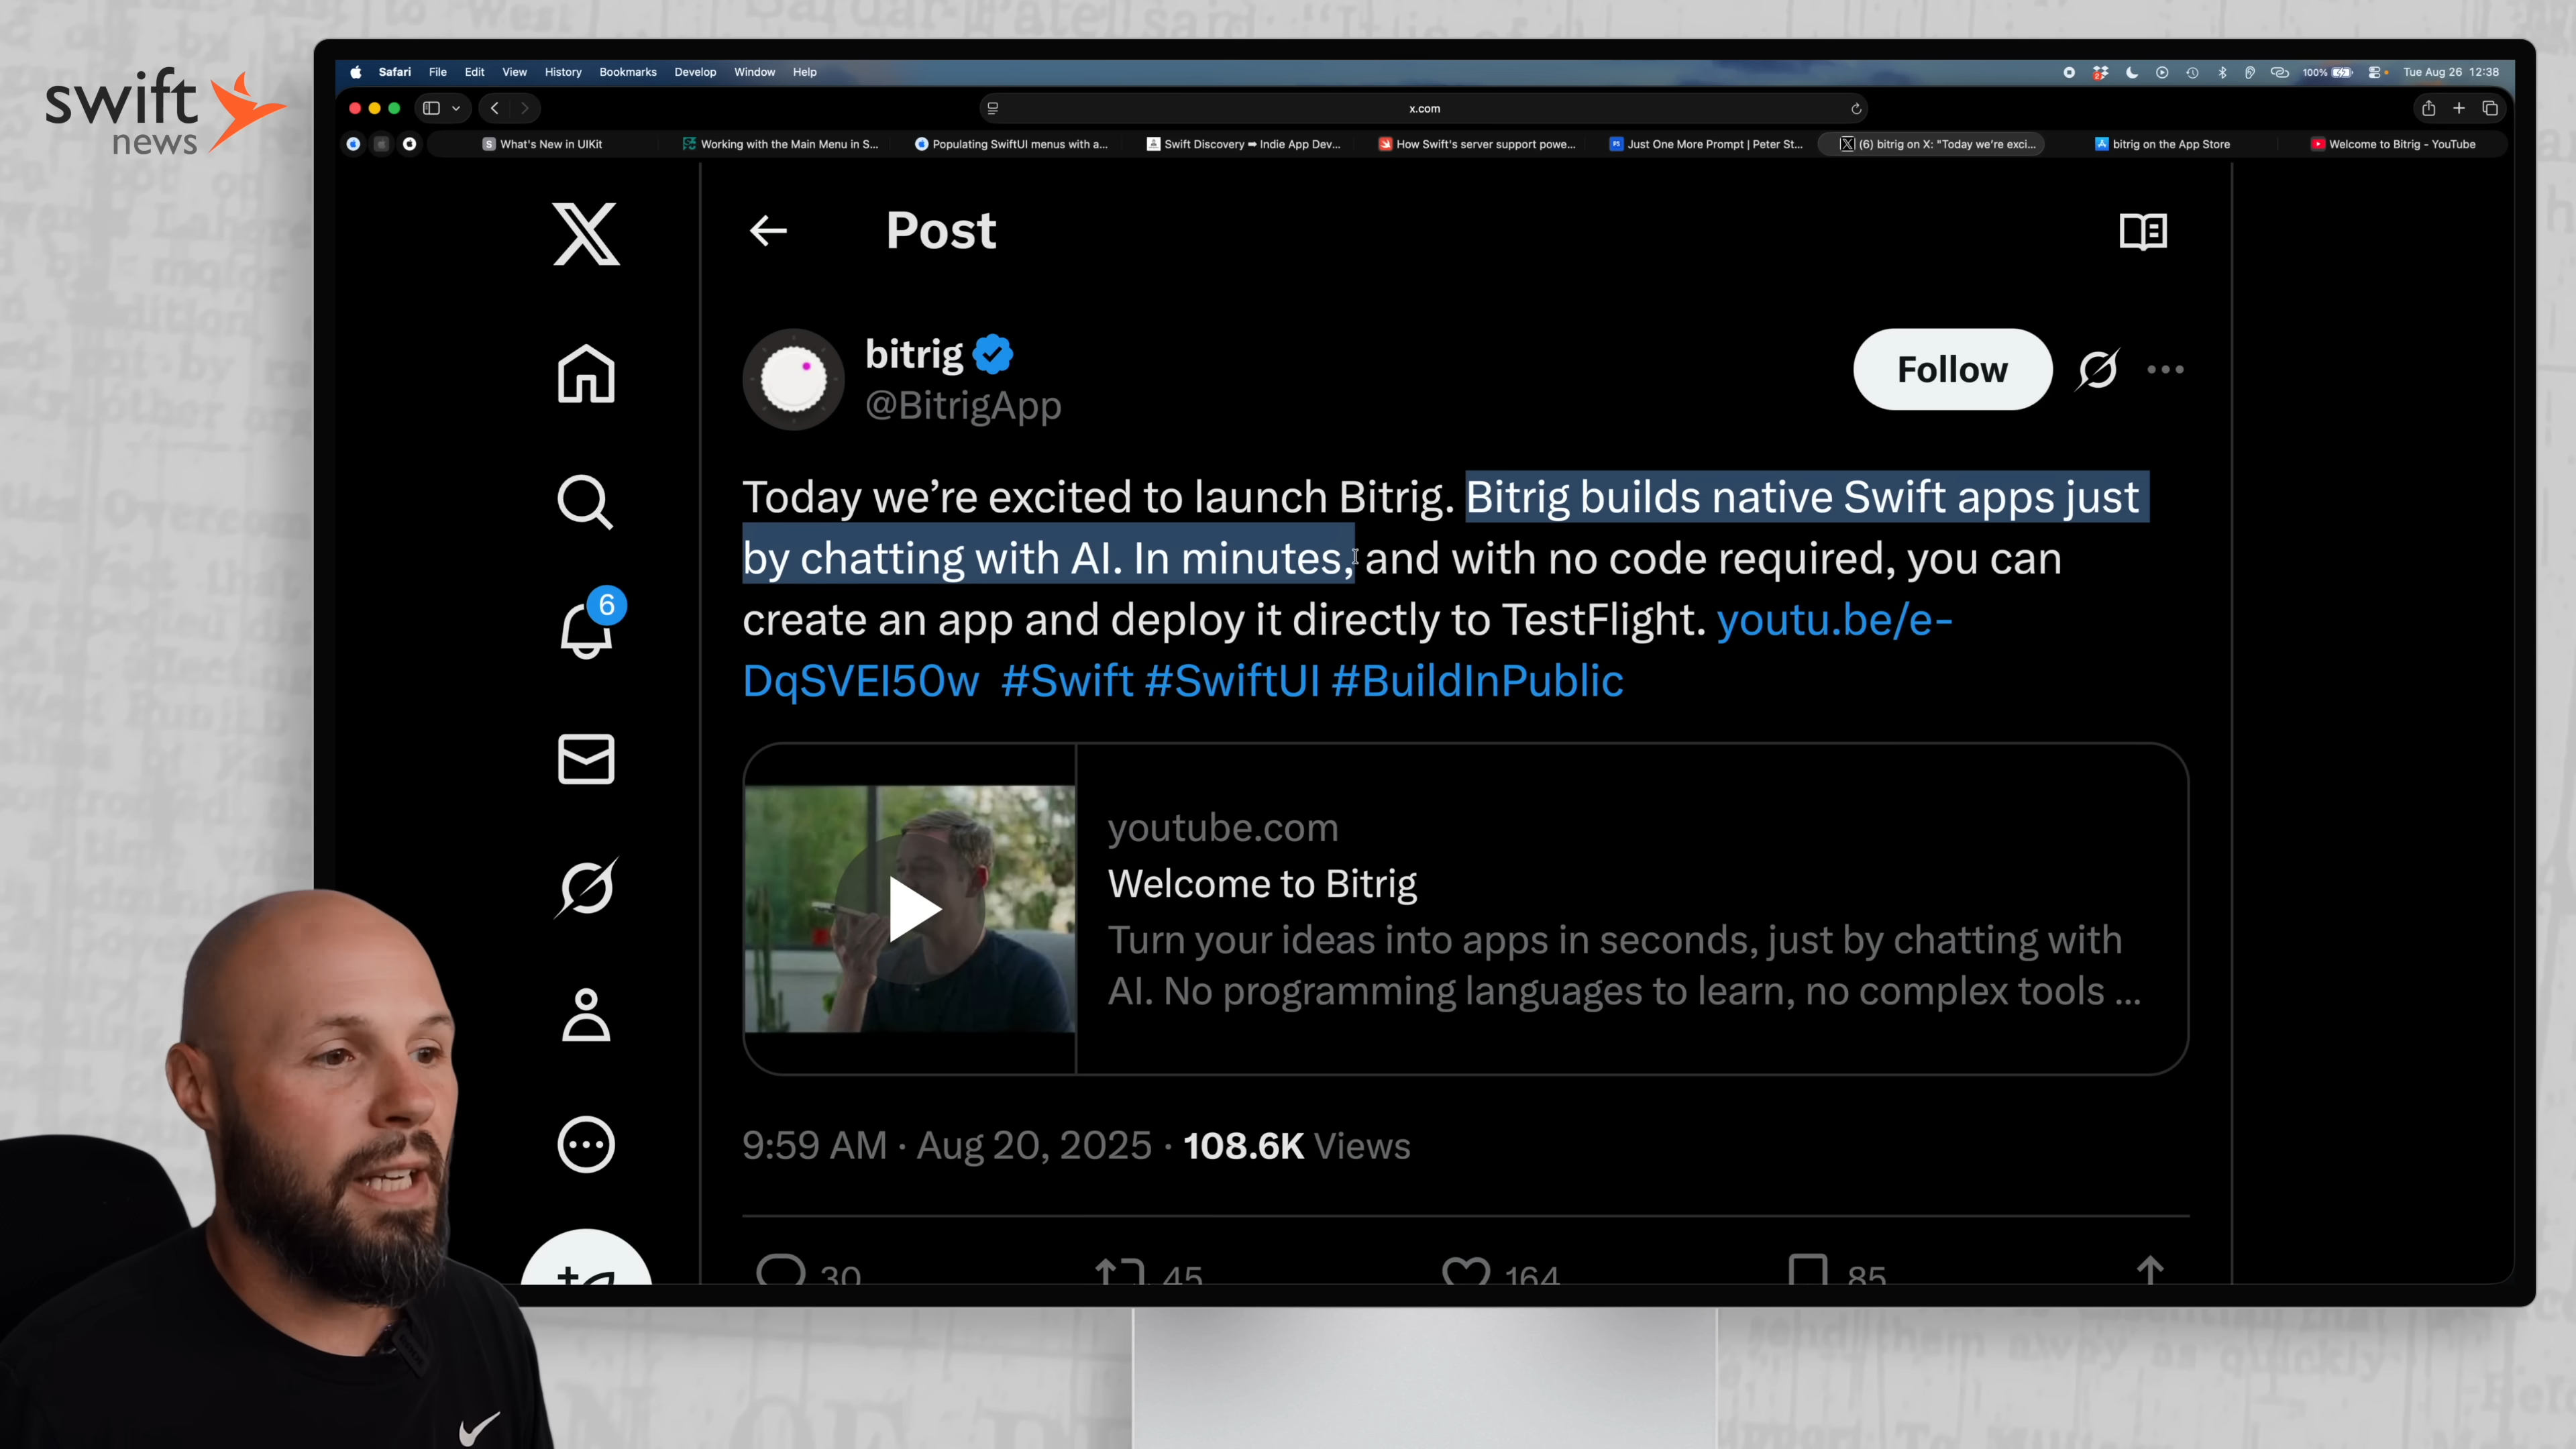 swift
news
Safari File Edit View History Bookmarks Develop Window Help
100% Tue Aug 26 12:38
x.com
What's New in UIKit
Working with the Main Menu in S...
Populating SwiftUI menus with a...
Swift Discovery ➡ Indie App Dev...
How Swift's server support powe...
Just One More Prompt | Peter St...
(6) bitrig on X: "Today we're exci...
bitrig on the App Store
Welcome to Bitrig - YouTube
Post
bitrig
@BitrigApp
Follow
6
Today we're excited to launch Bitrig. Bitrig builds native Swift apps just
by chatting with AI. In minutes, and with no code required, you can
create an app and deploy it directly to TestFlight. youtu.be/e-
DqSVEI50w #Swift #SwiftUI #BuildInPublic
youtube.com
Welcome to Bitrig
Turn your ideas into apps in seconds, just by chatting with
AI. No programming languages to learn, no complex tools ...
9:59 AM · Aug 20, 2025 · 108.6K Views
30 45 164 85